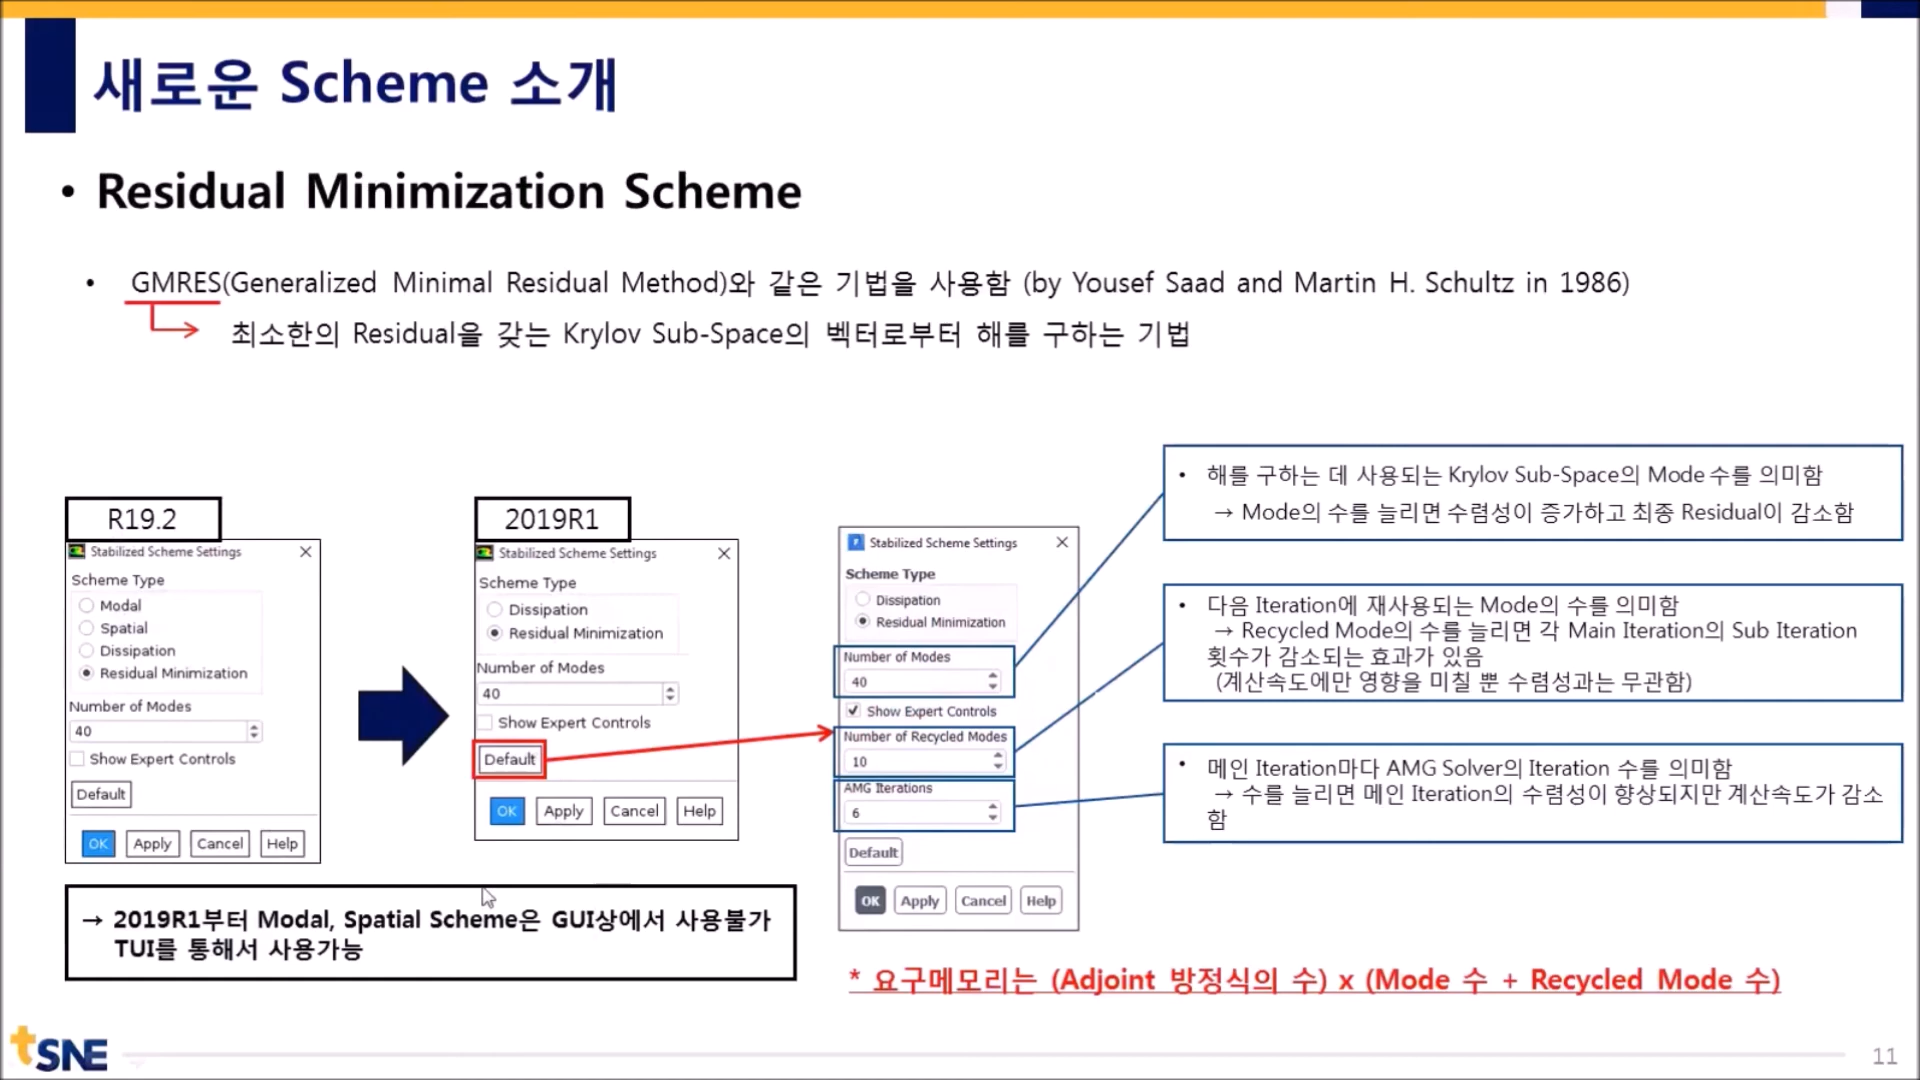 새로운 Scheme 소개
• Residual Minimization Scheme
• GMRES(Generalized Minimal Residual Method)와 같은 기법을 사용함 (by Yousef Saad and Martin H. Schultz in 1986)
최소한의 Residual을 갖는 Krylov Sub-Space의 벡터로부터 해를 구하는 기법
R19.2
Stabilized Scheme Settings
Scheme Type
Modal
Spatial
Dissipation
Residual Minimization
Number of Modes
40
Show Expert Controls
Default
OK Apply Cancel Help
2019R1
Stabilized Scheme Settings
Scheme Type
Dissipation
Residual Minimization
Number of Modes
40
Show Expert Controls
Default
OK Apply Cancel Help
Stabilized Scheme Settings
Scheme Type
Dissipation
Residual Minimization
Number of Modes
40
Show Expert Controls
Number of Recycled Modes
10
AMG Iterations
6
Default
OK Apply Cancel Help
• 해를 구하는 데 사용되는 Krylov Sub-Space의 Mode 수를 의미함
→ Mode의 수를 늘리면 수렴성이 증가하고 최종 Residual이 감소함
• 다음 Iteration에 재사용되는 Mode의 수를 의미함
→ Recycled Mode의 수를 늘리면 각 Main Iteration의 Sub Iteration
횟수가 감소되는 효과가 있음
(계산속도에만 영향을 미칠 뿐 수렴성과는 무관함)
• 메인 Iteration마다 AMG Solver의 Iteration 수를 의미함
→ 수를 늘리면 메인 Iteration의 수렴성이 향상되지만 계산속도가 감소
함
→ 2019R1부터 Modal, Spatial Scheme은 GUI상에서 사용불가
TUI를 통해서 사용가능
* 요구메모리는 (Adjoint 방정식의 수) x (Mode 수 + Recycled Mode 수)
tSNE
11